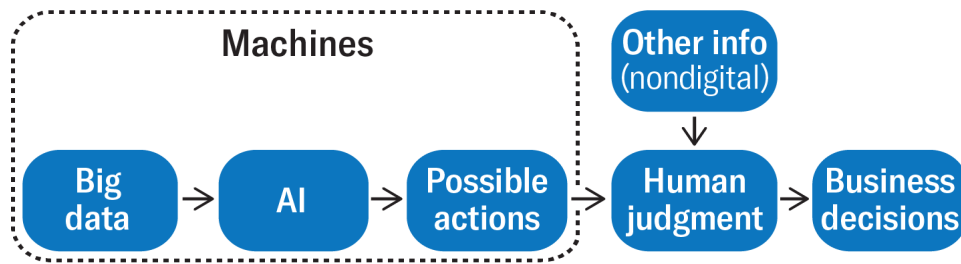 Machines
Other info
(nondigital)
Big
data
AI
Possible
actions
Human
judgment
Business
decisions